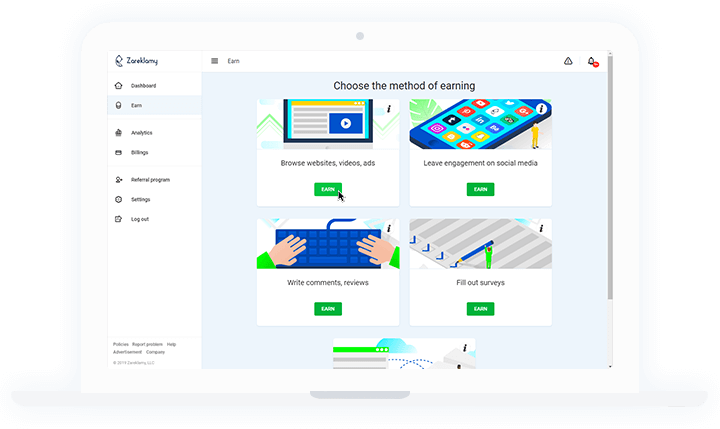 Zareklamy
Earn
Dashboard
Earn
Analytics
Billings
Referral program
Settings
Log out
Choose the method of earning
Browse websites, videos, ads
EARN
Leave engagement on social media
EARN
Write comments, reviews
EARN
Fill out surveys
EARN
Policies Report problem Help
Advertisement Company
© 2019 Zareklamy LLC